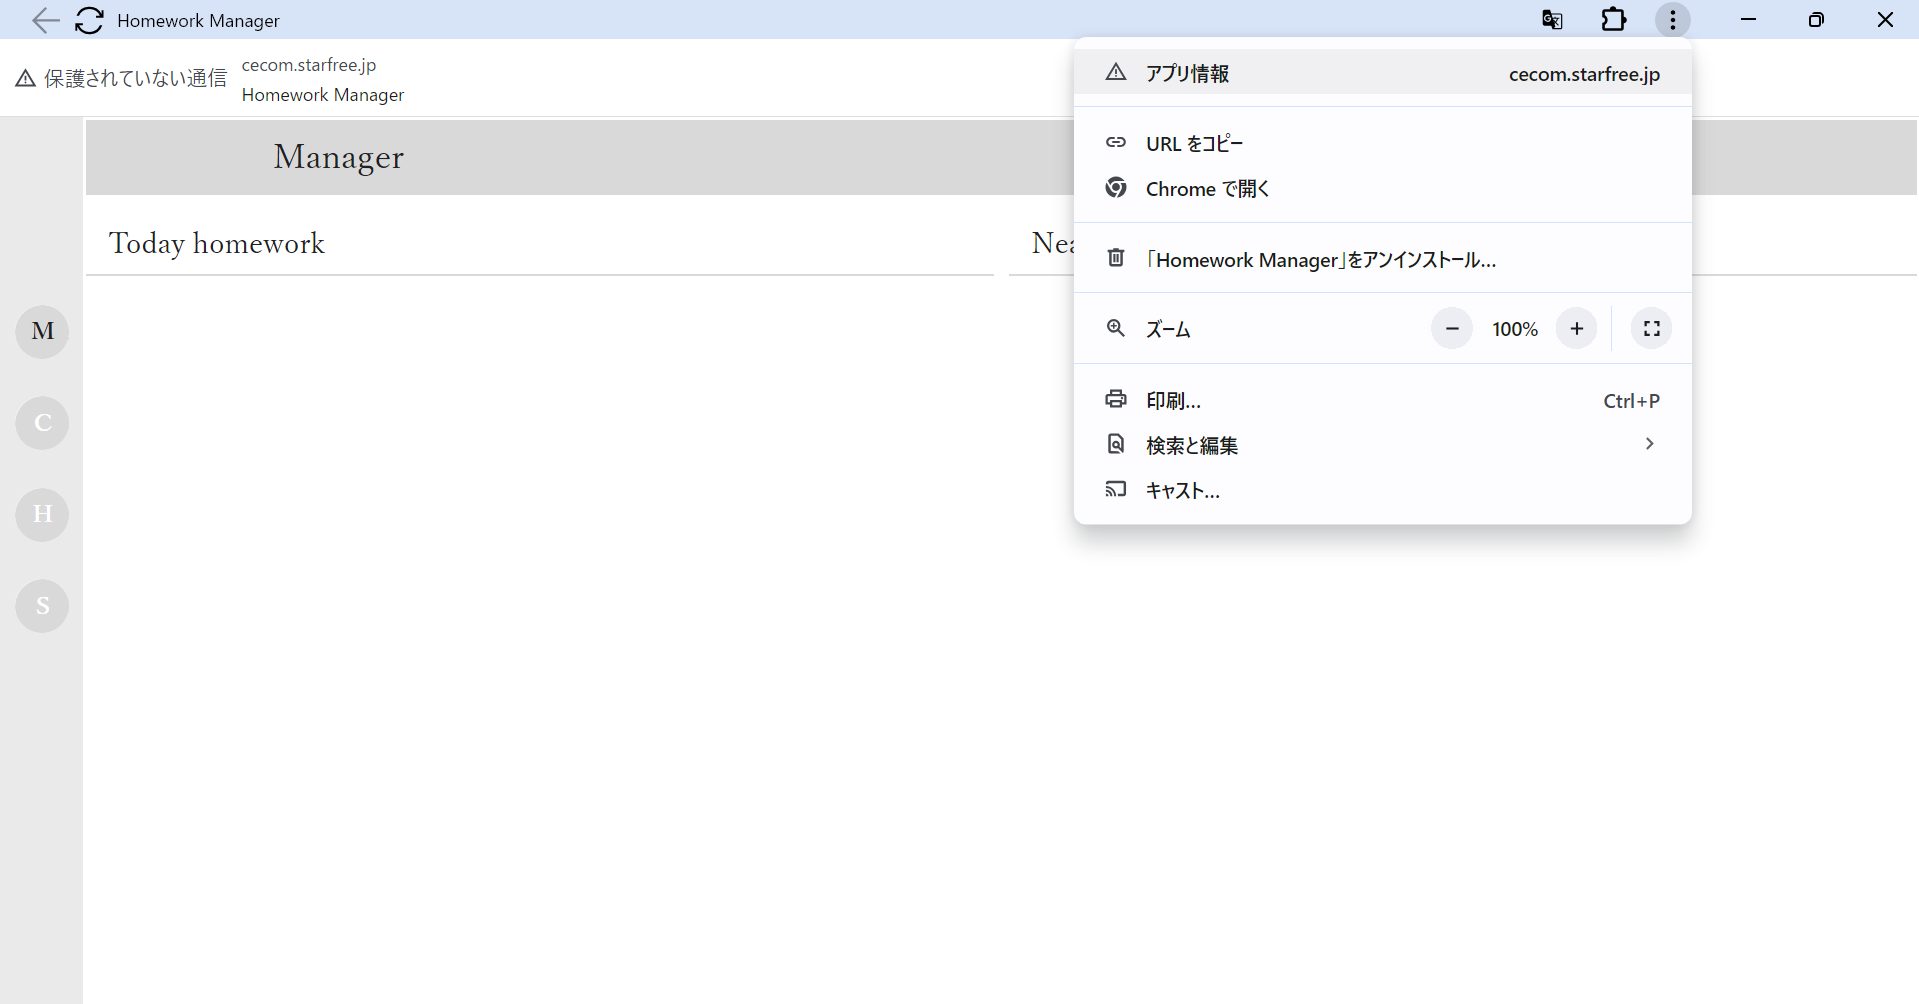 Homework Manager
保護されていない通信
cecom.starfree.jp
Homework Manager
Manager
Today homework
M
C
H
S
アプリ情報 cecom.starfree.jp
URL をコピー
Chrome で開く
「Homework Manager」をアンインストール...
ズーム 100%
印刷... Ctrl+P
検索と編集
キャスト...